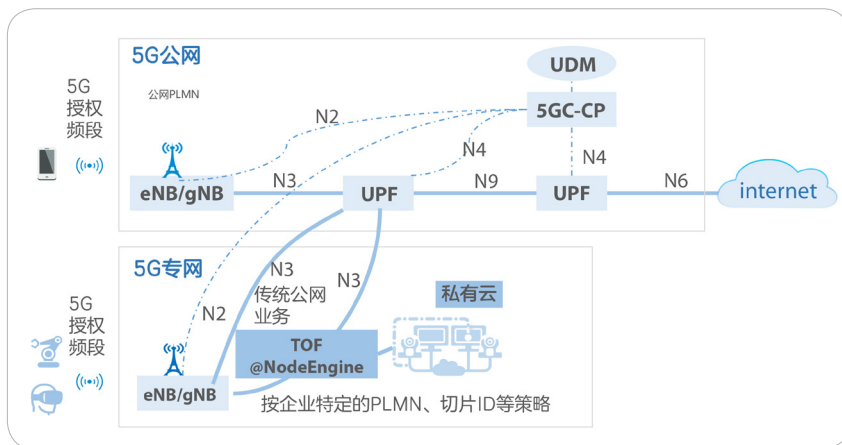 5G公网
UDM
5G
授权
频段
公网PLMN
5GC-CP
N2
N4
N4
eNB/gNB
N3
UPF
N9
UPF
N6
internet
5G专网
N3
传统公网
业务
N3
私有云
5G
授权
频段
N2
TOF
@NodeEngine
eNB/gNB
按企业特定的PLMN、切片ID等策略